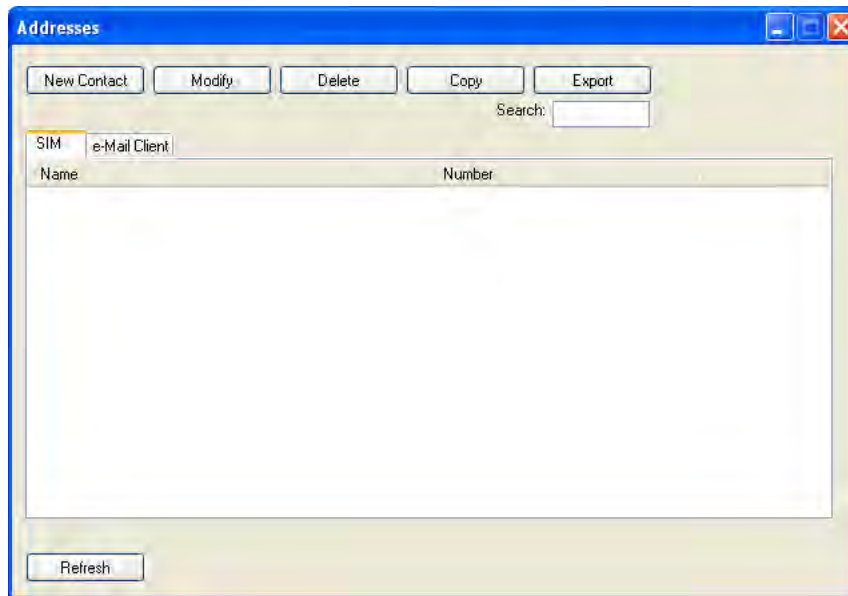 Addresses
New Contact Modify Delete Copy Export
Search:
SIM e-Mail Client
Name Number
Refresh